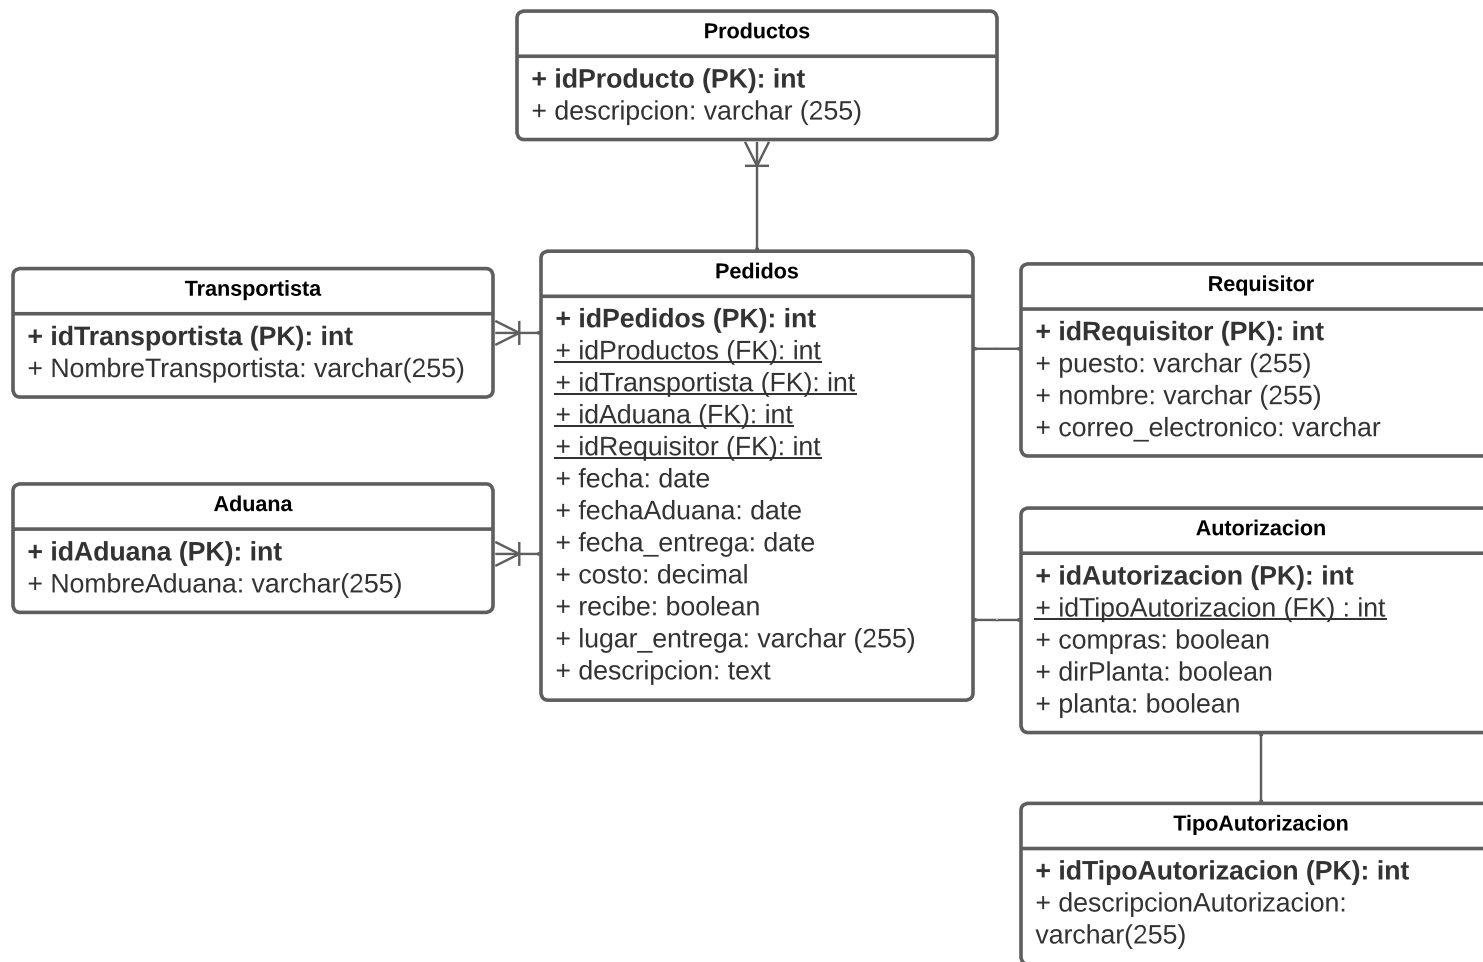 Productos
+ idProducto (PK): int
+ descripcion: varchar (255)
Transportista
+ idTransportista (PK): int
+ NombreTransportista: varchar(255)
Aduana
+ idAduana (PK): int
+ NombreAduana: varchar(255)
Pedidos
+ idPedidos (PK): int
+ idProductos (FK): int
+ idTransportista (FK): int
+ idAduana (FK): int
+ idRequisitor (FK): int
+ fecha: date
+ fechaAduana: date
+ fecha_entrega: date
+ costo: decimal
+ recibe: boolean
+ lugar_entrega: varchar (255)
+ descripcion: text
Requisitor
+ idRequisitor (PK): int
+ puesto: varchar (255)
+ nombre: varchar (255)
+ correo_electronico: varchar
Autorizacion
+ idAutorizacion (PK): int
+ idTipoAutorizacion (FK) : int
+ compras: boolean
+ dirPlanta: boolean
+ planta: boolean
TipoAutorizacion
+ idTipoAutorizacion (PK): int
+ descripcionAutorizacion:
varchar(255)